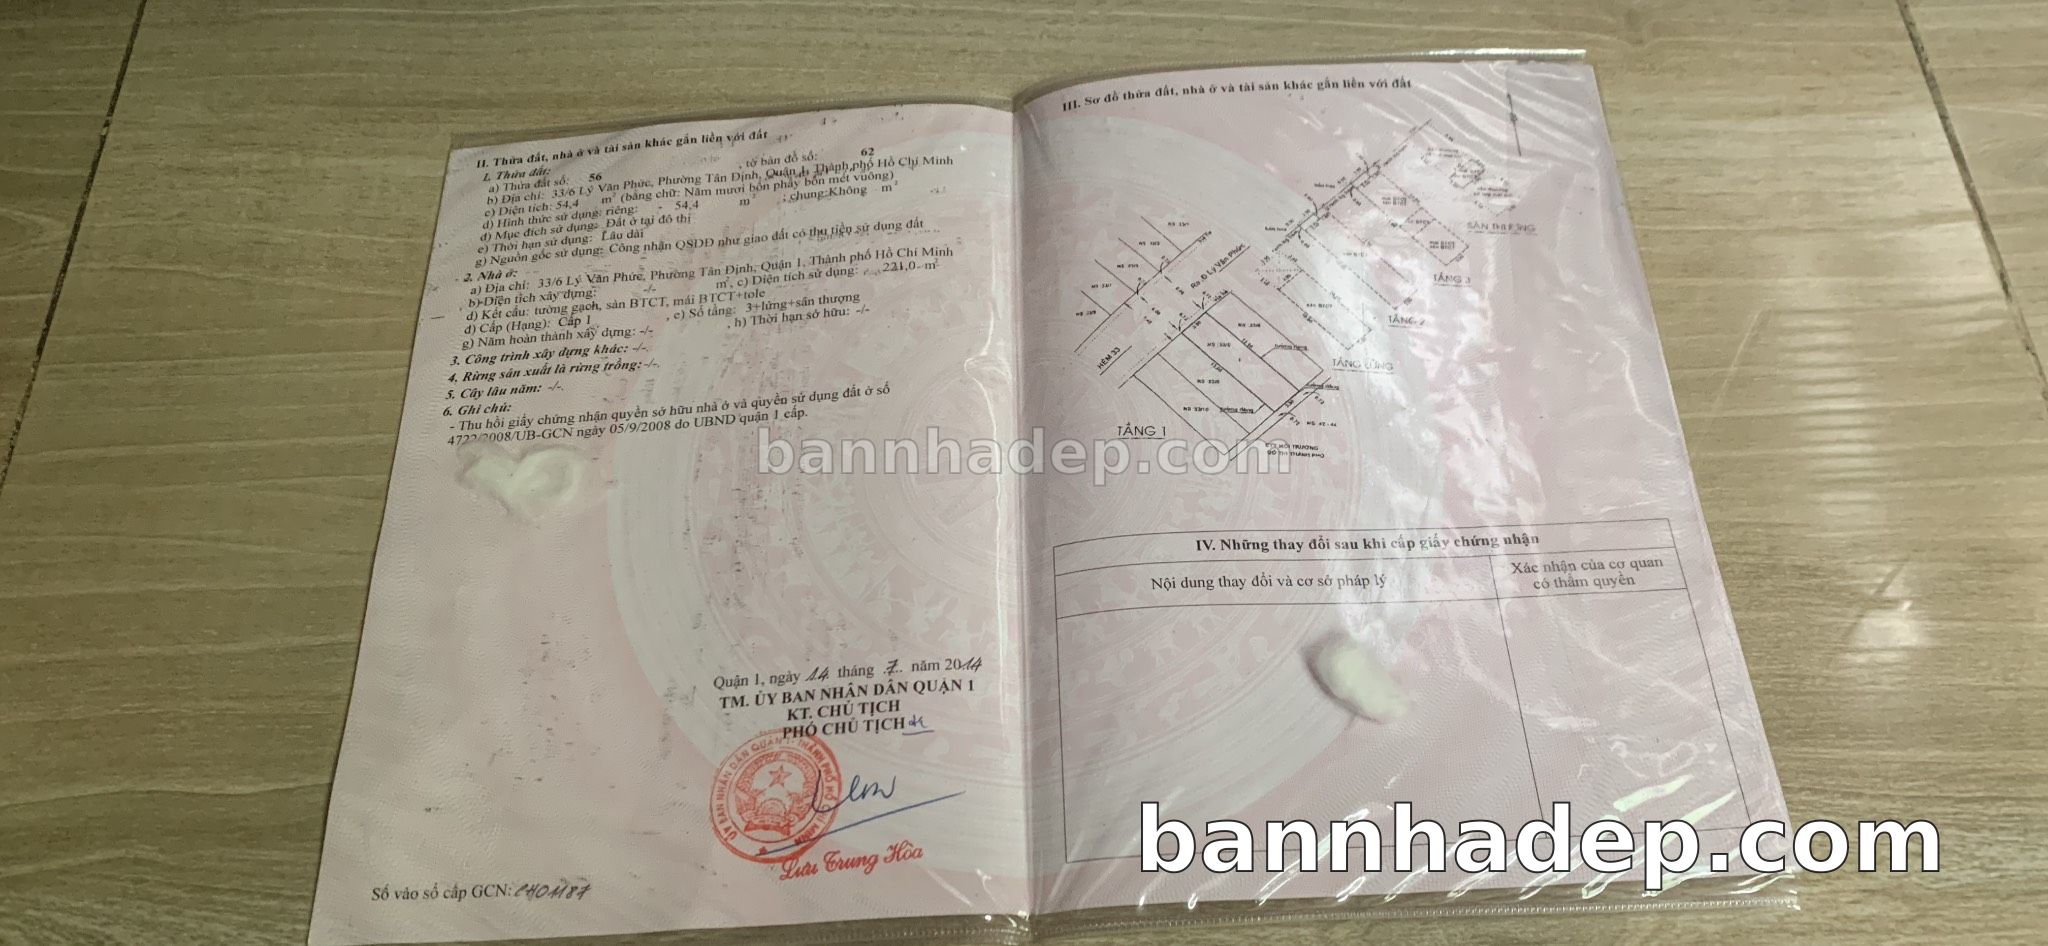 II. Thửa đất, nhà ở và tài sản khác gắn liền với đất
1. Thửa đất:
a) Thửa đất số: 56 , tờ bản đồ số: 62
b) Địa chỉ: 33/6 Lý Văn Phức, Phường Tân Định, Quận 1, Thành phố Hồ Chí Minh
c) Diện tích: 54,4 m² (bằng chữ: Năm mươi bốn phẩy bốn mét vuông)
d) Hình thức sử dụng: riêng: - 54,4 m² ; chung: Không m²
đ) Mục đích sử dụng: Đất ở tại đô thị
e) Thời hạn sử dụng: Lâu dài
g) Nguồn gốc sử dụng: Công nhận QSDĐ như giao đất có thu tiền sử dụng đất
2. Nhà ở:
a) Địa chỉ: 33/6 Lý Văn Phức, Phường Tân Định, Quận 1, Thành phố Hồ Chí Minh
b) Diện tích xây dựng: -/- m², c) Diện tích sử dụng: 221,0 m²
d) Kết cấu: tường gạch, sàn BTCT, mái BTCT+tole
đ) Cấp (Hạng): Cấp 1 , e) Số tầng: 3+lửng+sân thượng
g) Năm hoàn thành xây dựng: -/- , h) Thời hạn sở hữu: -/-
3. Công trình xây dựng khác: -/-
4. Rừng sản xuất là rừng trồng: -/-
5. Cây lâu năm: -/-
6. Ghi chú:
- Thu hồi giấy chứng nhận quyền sở hữu nhà ở và quyền sử dụng đất ở số
4722/2008/UB-GCN ngày 05/9/2008 do UBND quận 1 cấp.
Quận 1, ngày 14 tháng 7 năm 2014
TM. ỦY BAN NHÂN DÂN QUẬN 1
KT. CHỦ TỊCH
PHÓ CHỦ TỊCH
Lưu Trung Hòa
Số vào sổ cấp GCN: CH01187
III. Sơ đồ thửa đất, nhà ở và tài sản khác gắn liền với đất
SÂN THƯỢNG
TẦNG 3
TẦNG 2
TẦNG LỬNG
Ra Đ Lý Văn Phức
HẺM 33
TẦNG 1
IV. Những thay đổi sau khi cấp giấy chứng nhận
Nội dung thay đổi và cơ sở pháp lý
Xác nhận của cơ quan
có thẩm quyền
bannhadep.com
bannhadep.com